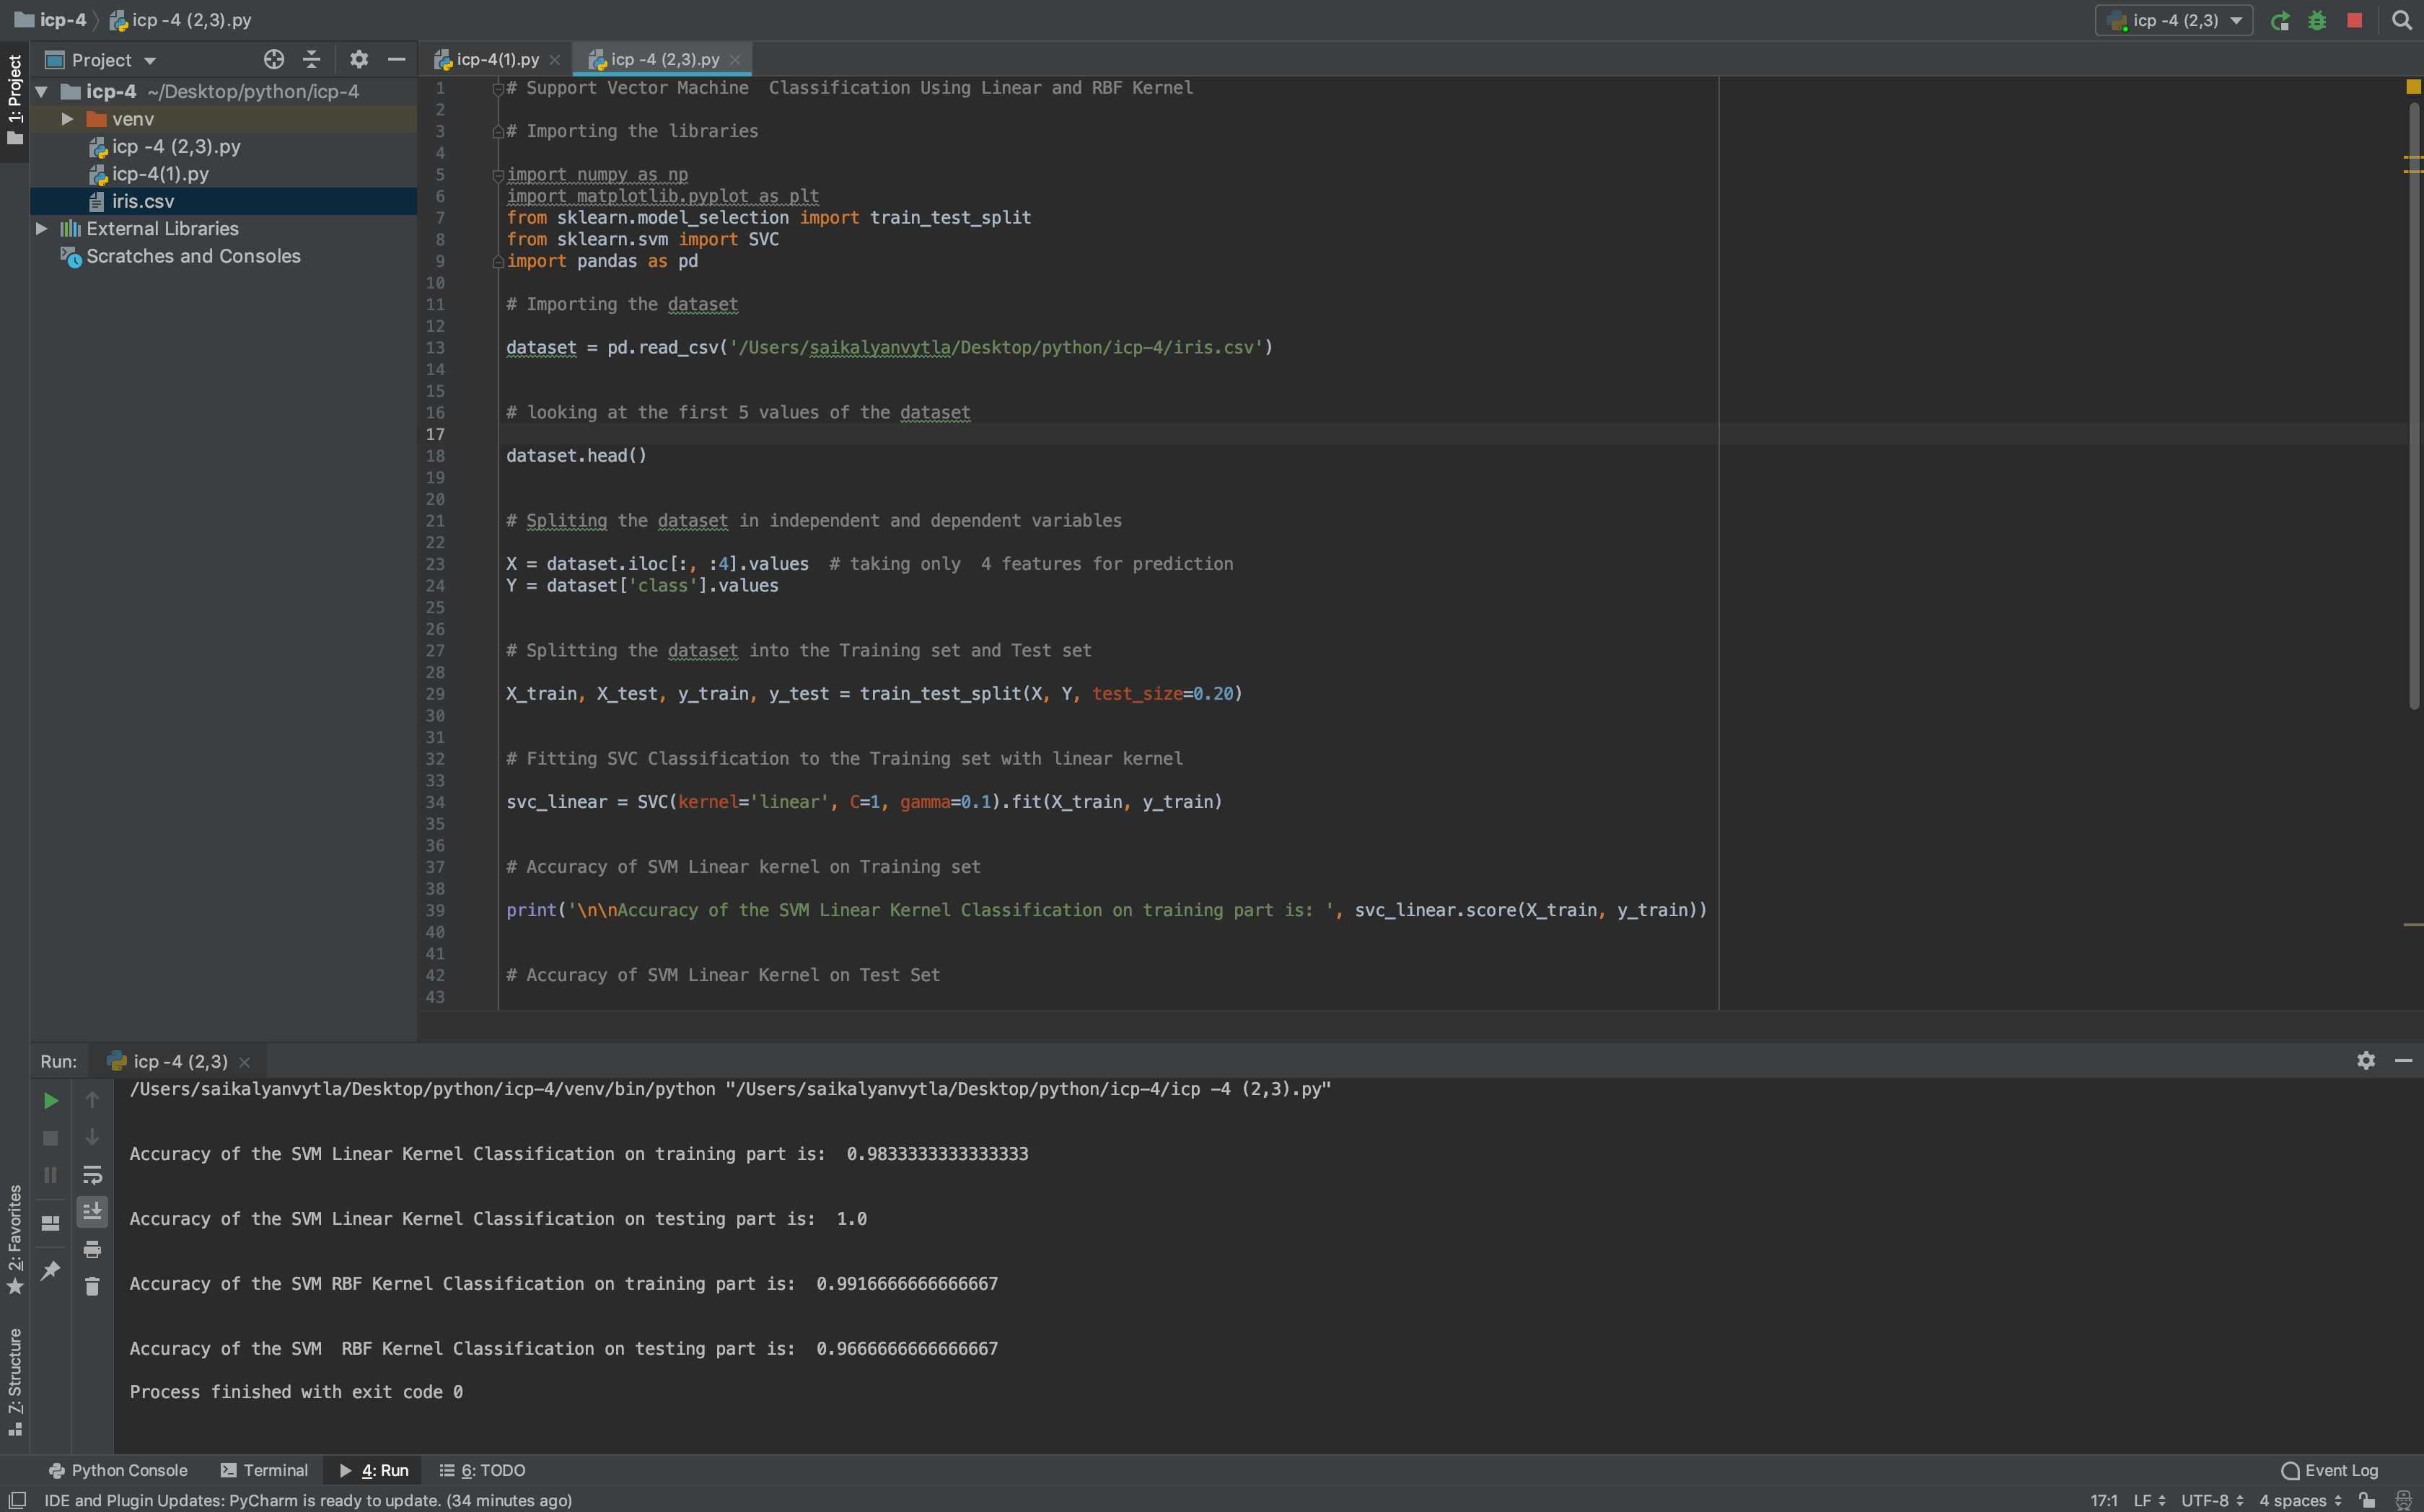 icp-4 icp -4 (2,3).py
icp -4 (2,3)
1: Project
Project
icp-4 ~/Desktop/python/icp-4
venv
icp -4 (2,3).py
icp-4(1).py
iris.csv
External Libraries
Scratches and Consoles
icp-4(1).py icp -4 (2,3).py
1 # Support Vector Machine  Classification Using Linear and RBF Kernel
2
3 # Importing the libraries
4
5 import numpy as np
6 import matplotlib.pyplot as plt
7 from sklearn.model_selection import train_test_split
8 from sklearn.svm import SVC
9 import pandas as pd
10
11 # Importing the dataset
12
13 dataset = pd.read_csv('/Users/saikalyanvytla/Desktop/python/icp-4/iris.csv')
14
15
16 # looking at the first 5 values of the dataset
17
18 dataset.head()
19
20
21 # Spliting the dataset in independent and dependent variables
22
23 X = dataset.iloc[:, :4].values  # taking only  4 features for prediction
24 Y = dataset['class'].values
25
26
27 # Splitting the dataset into the Training set and Test set
28
29 X_train, X_test, y_train, y_test = train_test_split(X, Y, test_size=0.20)
30
31
32 # Fitting SVC Classification to the Training set with linear kernel
33
34 svc_linear = SVC(kernel='linear', C=1, gamma=0.1).fit(X_train, y_train)
35
36
37 # Accuracy of SVM Linear kernel on Training set
38
39 print('\n\nAccuracy of the SVM Linear Kernel Classification on training part is: ', svc_linear.score(X_train, y_train))
40
41
42 # Accuracy of SVM Linear Kernel on Test Set
43
Run: icp -4 (2,3)
/Users/saikalyanvytla/Desktop/python/icp-4/venv/bin/python "/Users/saikalyanvytla/Desktop/python/icp-4/icp -4 (2,3).py"
Accuracy of the SVM Linear Kernel Classification on training part is:  0.9833333333333333
Accuracy of the SVM Linear Kernel Classification on testing part is:  1.0
Accuracy of the SVM RBF Kernel Classification on training part is:  0.9916666666666667
Accuracy of the SVM  RBF Kernel Classification on testing part is:  0.9666666666666667
Process finished with exit code 0
2: Favorites
7: Structure
Python Console Terminal 4: Run 6: TODO Event Log
IDE and Plugin Updates: PyCharm is ready to update. (34 minutes ago) 17:1 LF UTF-8 4 spaces